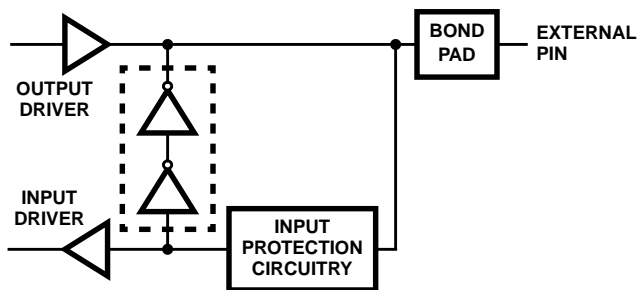 OUTPUT
DRIVER
BOND
PAD
EXTERNAL
PIN
INPUT
DRIVER
INPUT
PROTECTION
CIRCUITRY